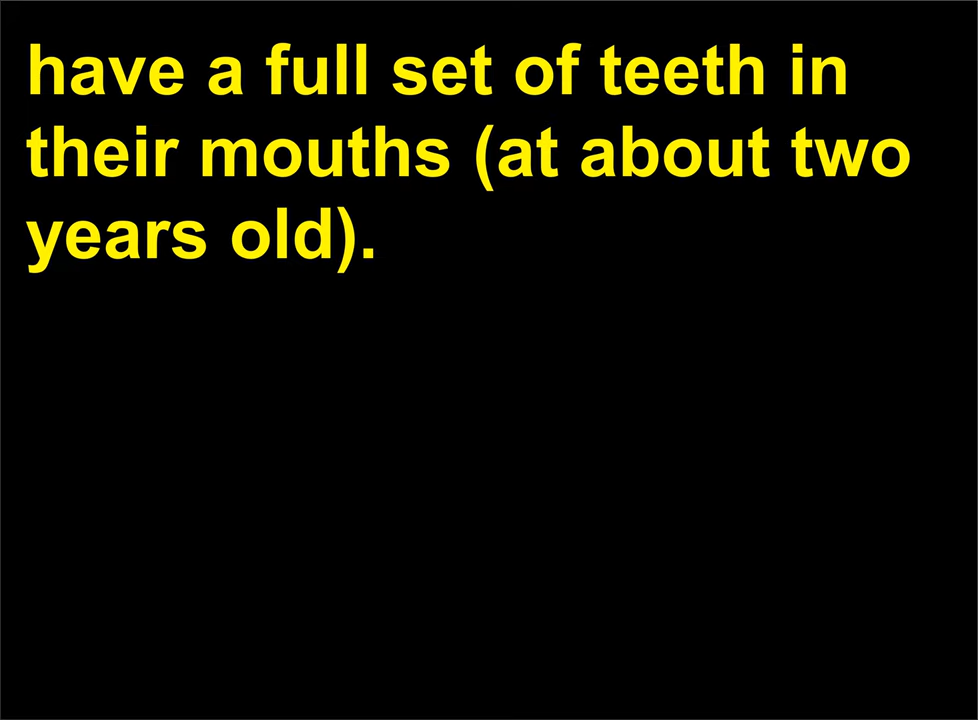 have a full set of teeth in
their mouths (at about two
years old).